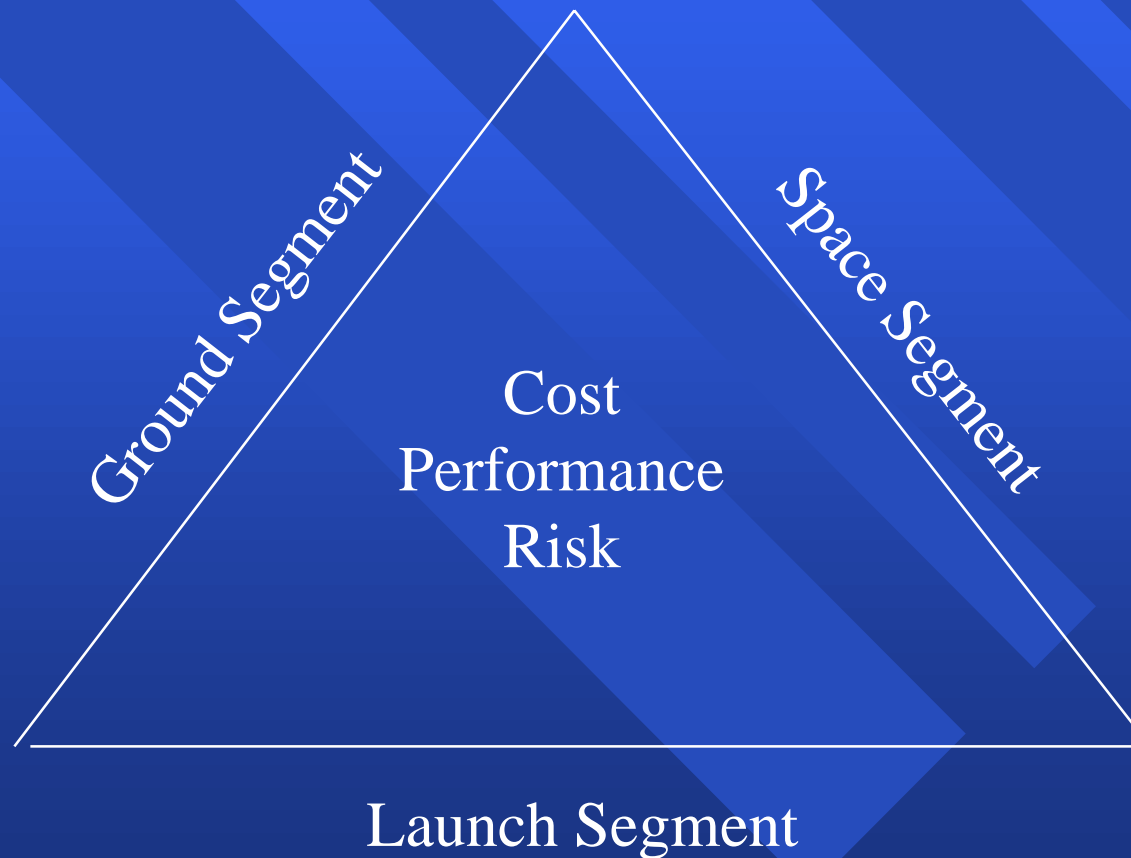 Ground Segment
Space Segment
Cost
Performance
Risk
Launch Segment